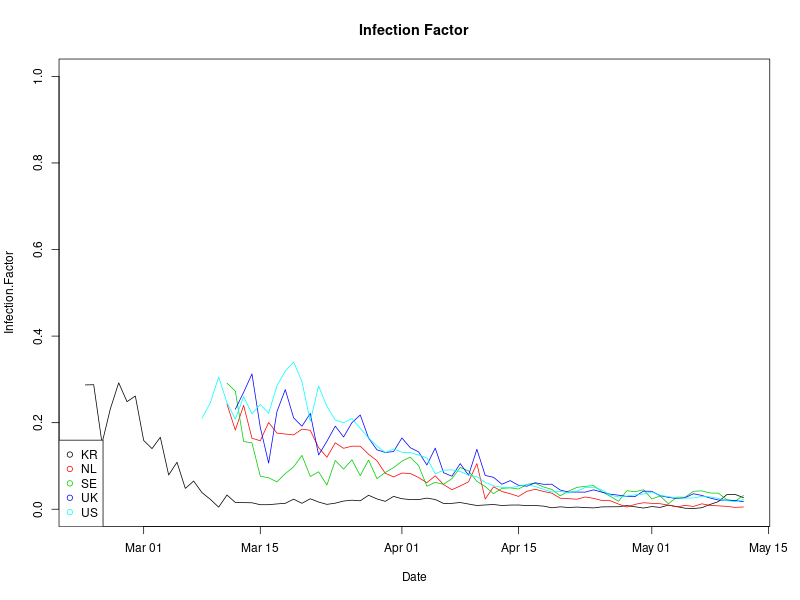 Infection Factor
Infection.Factor
1.0
0.8
0.6
0.4
0.2
0.0
KR
NL
SE
UK
US
Mar 01
Mar 15
Apr 01
Apr 15
May 01
May 15
Date